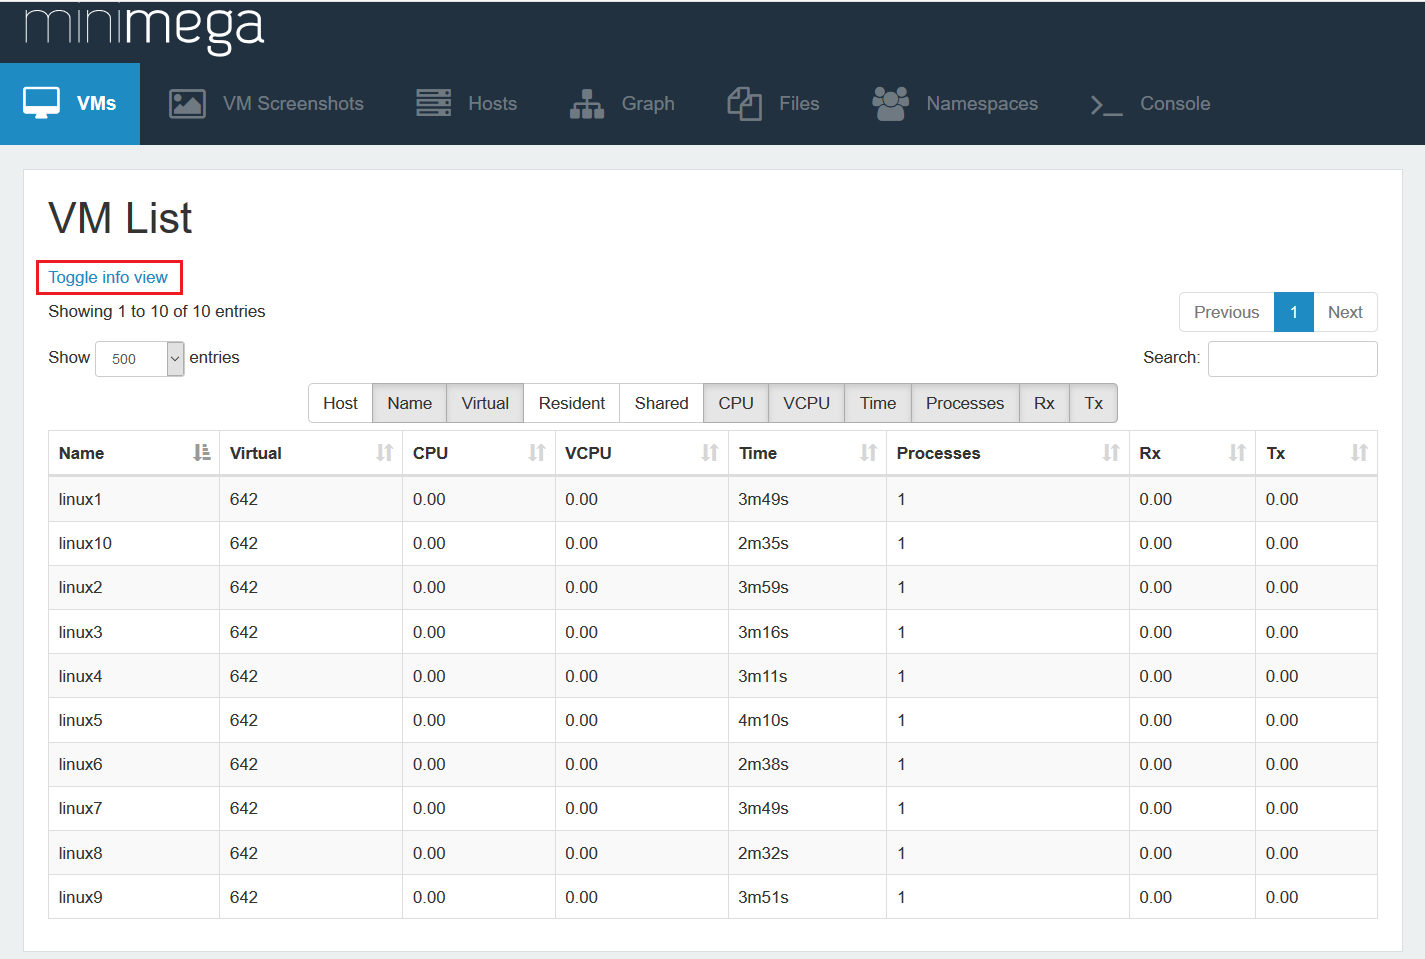 minimega
VMs VM Screenshots Hosts Graph Files Namespaces Console
VM List
Toggle info view
Showing 1 to 10 of 10 entries
Previous 1 Next
Show 500 entries
Search:
Host Name Virtual Resident Shared CPU VCPU Time Processes Rx Tx
Name Virtual CPU VCPU Time Processes Rx Tx
linux1 642 0.00 0.00 3m49s 1 0.00 0.00
linux10 642 0.00 0.00 2m35s 1 0.00 0.00
linux2 642 0.00 0.00 3m59s 1 0.00 0.00
linux3 642 0.00 0.00 3m16s 1 0.00 0.00
linux4 642 0.00 0.00 3m11s 1 0.00 0.00
linux5 642 0.00 0.00 4m10s 1 0.00 0.00
linux6 642 0.00 0.00 2m38s 1 0.00 0.00
linux7 642 0.00 0.00 3m49s 1 0.00 0.00
linux8 642 0.00 0.00 2m32s 1 0.00 0.00
linux9 642 0.00 0.00 3m51s 1 0.00 0.00